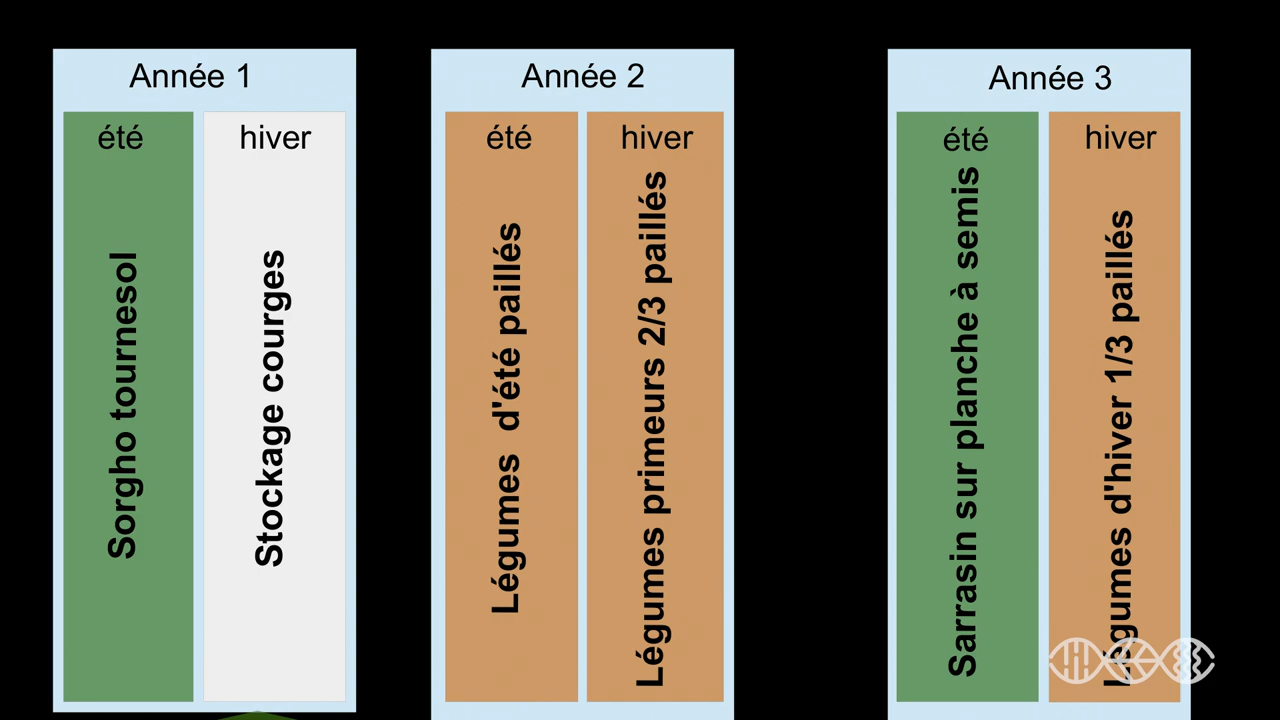 Année 1
été
hiver
Sorgho tournesol
Stockage courges
Année 2
été
hiver
Légumes d'été paillés
Légumes primeurs 2/3 paillés
Année 3
été
hiver
Sarrasin sur planche à semis
Légumes d'hiver 1/3 paillés